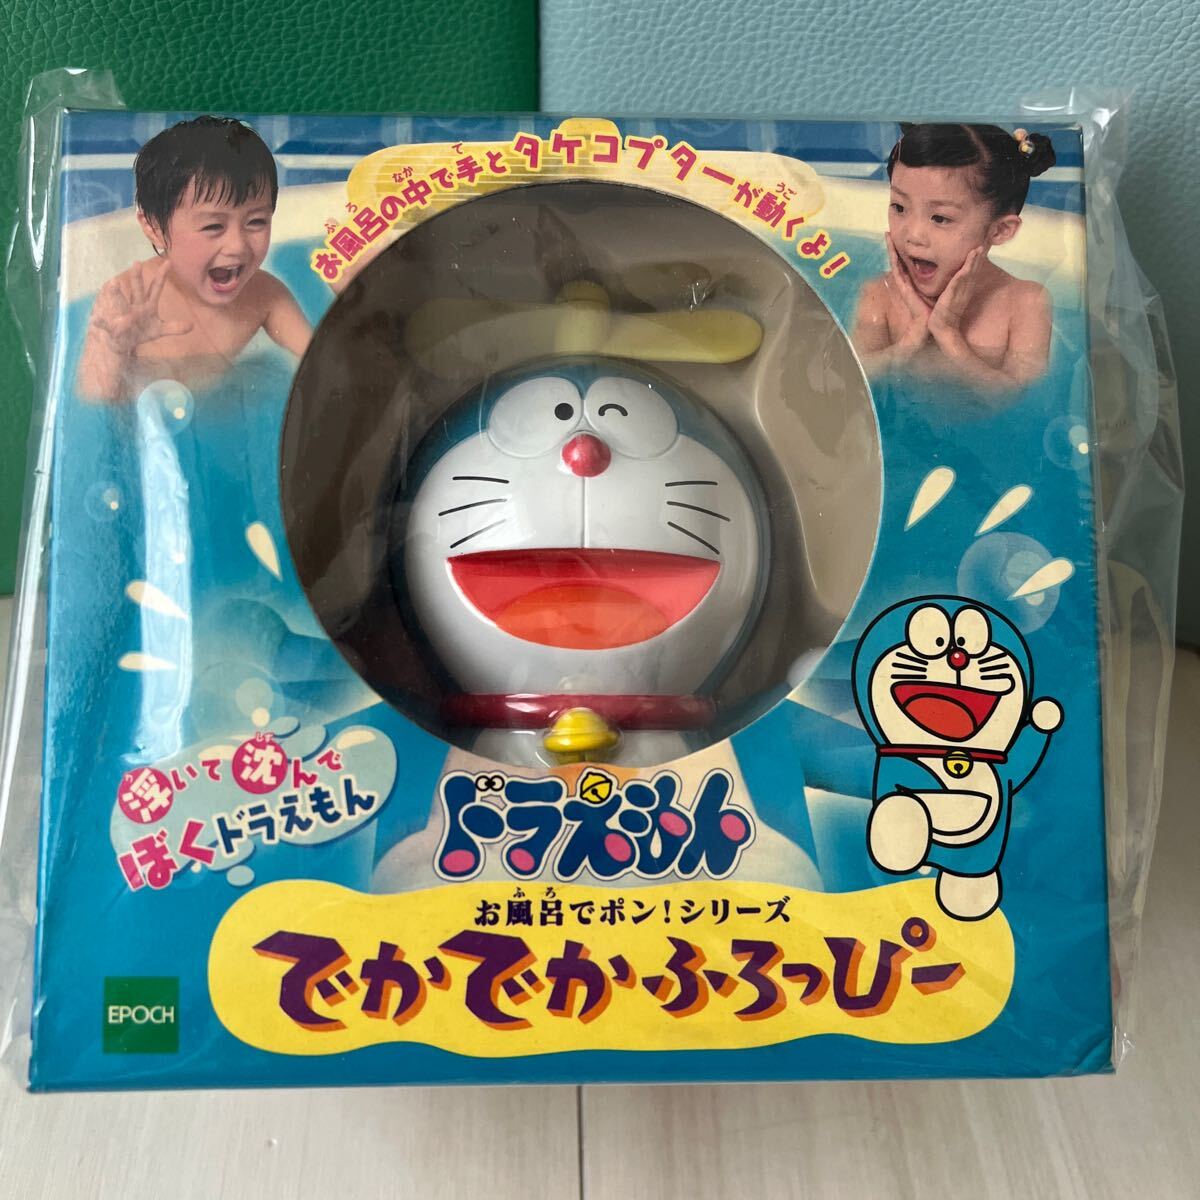 お風呂の中で手とタケコプターが動くよ!
浮いて沈んで
ぼくドラえもん
ドラえもん
お風呂でポン!シリーズ
でかでかふろっぴー
EPOCH